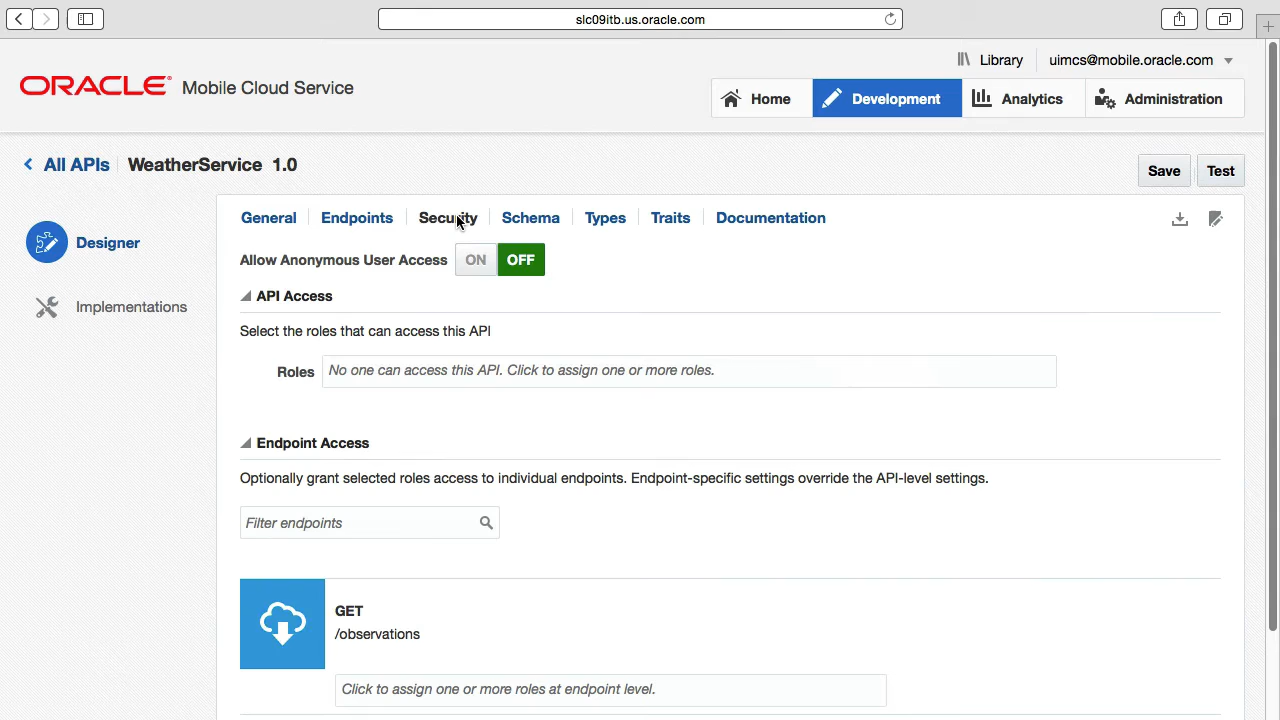 slc09itb.us.oracle.com
Library
uimcs@mobile.oracle.com
ORACLE Mobile Cloud Service
Home
Development
Analytics
Administration
All APIs
WeatherService 1.0
Save
Test
Designer
Implementations
General
Endpoints
Security
Schema
Types
Traits
Documentation
Allow Anonymous User Access ON OFF
API Access
Select the roles that can access this API
Roles No one can access this API. Click to assign one or more roles.
Endpoint Access
Optionally grant selected roles access to individual endpoints. Endpoint-specific settings override the API-level settings.
Filter endpoints
GET
/observations
Click to assign one or more roles at endpoint level.